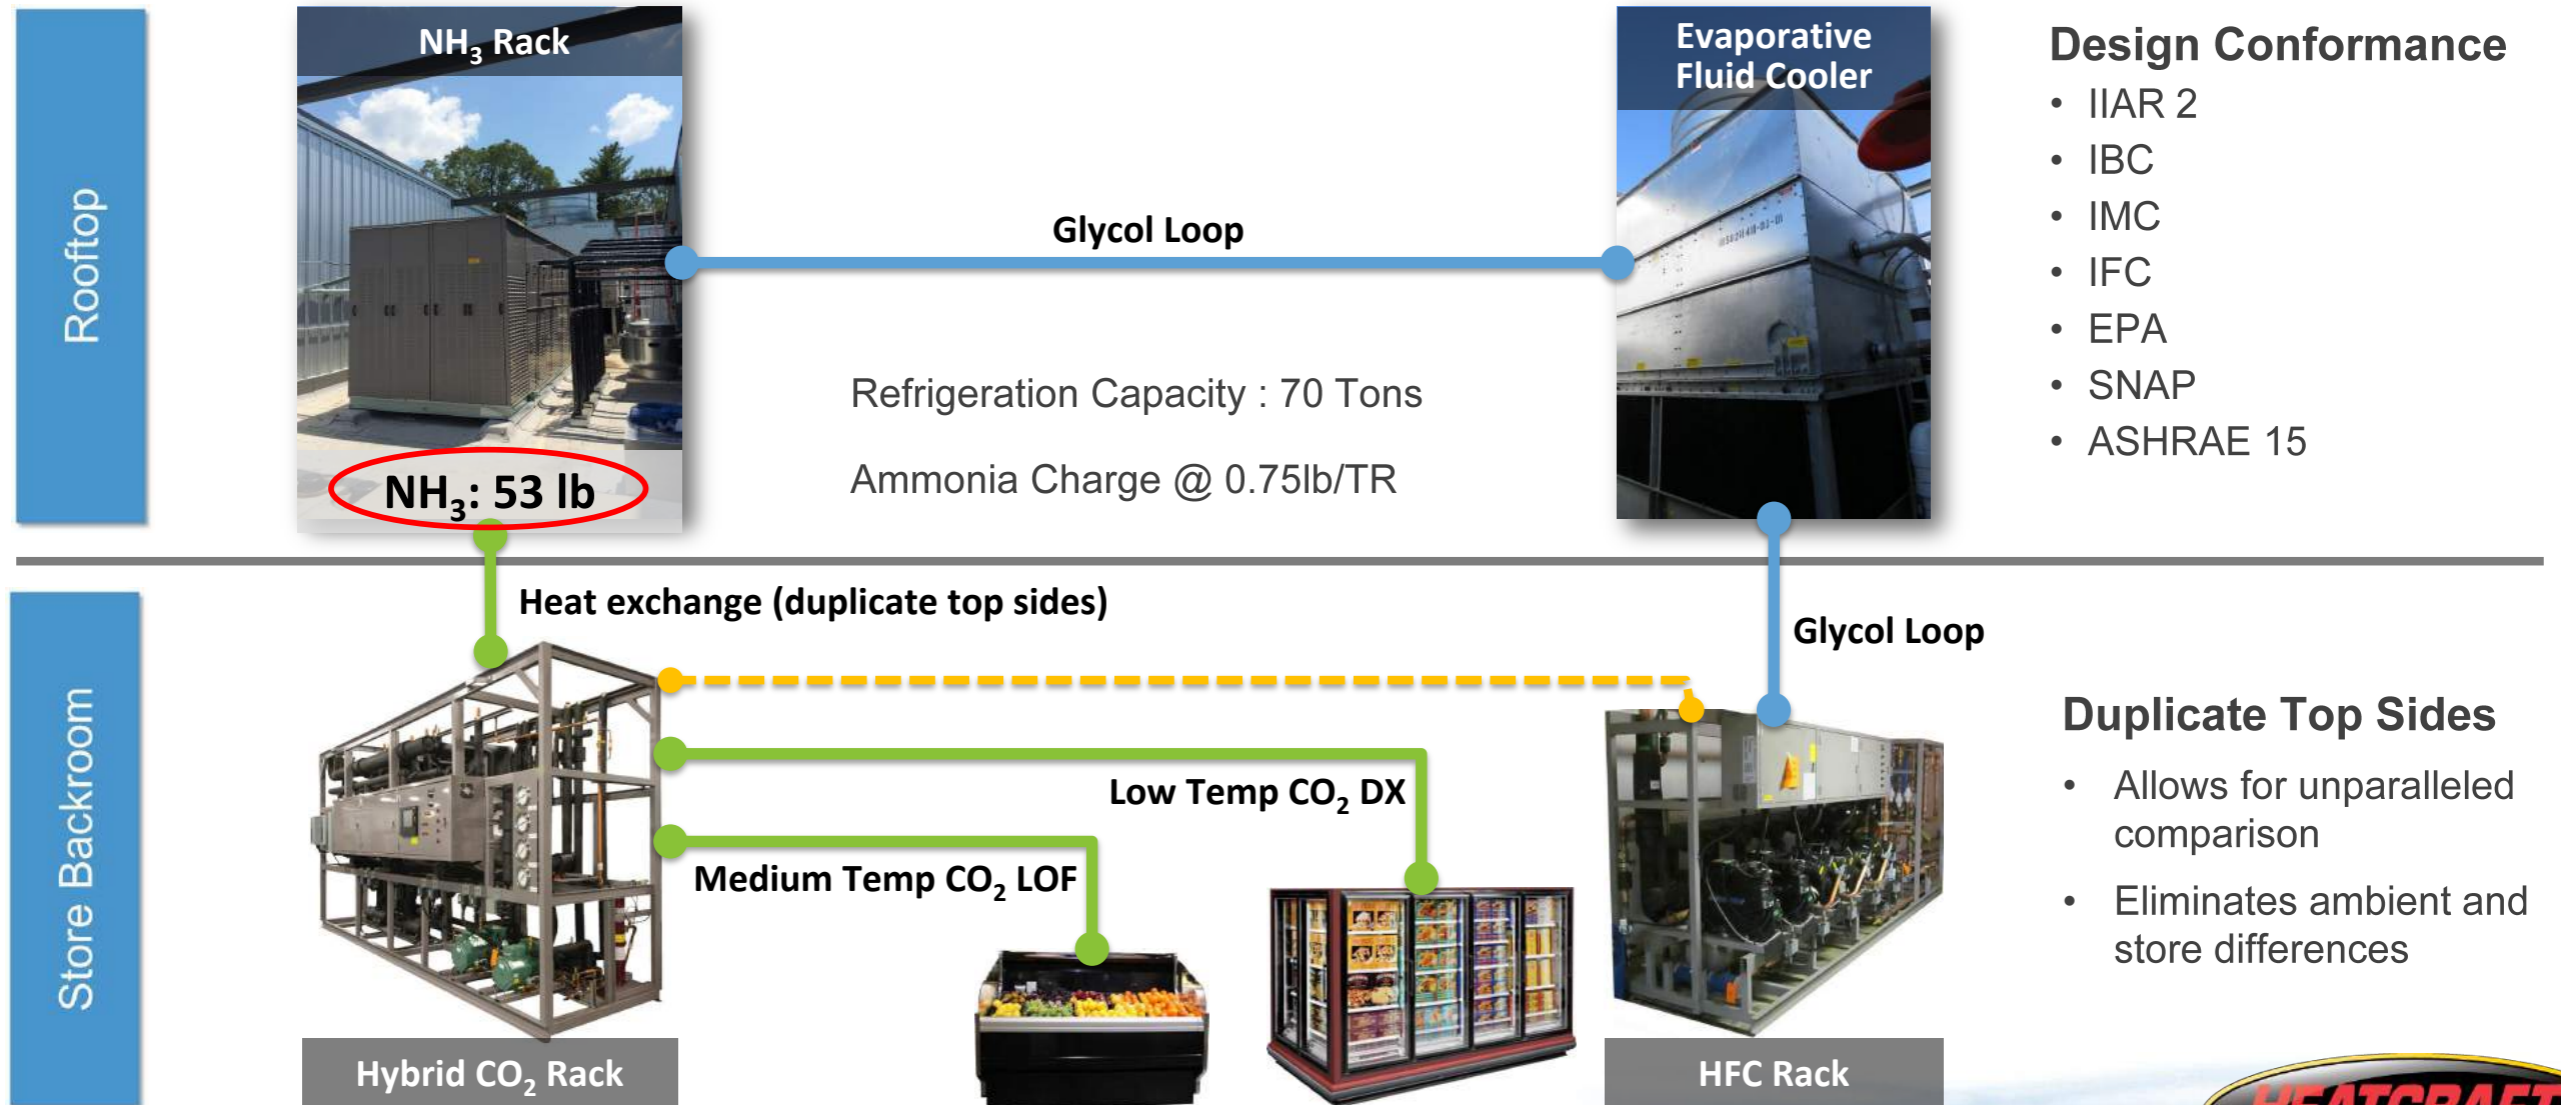 Rooftop
NH₃ Rack
NH₃: 53 lb
Glycol Loop
Refrigeration Capacity : 70 Tons
Ammonia Charge @ 0.75lb/TR
Evaporative
Fluid Cooler
Design Conformance
• IIAR 2
• IBC
• IMC
• IFC
• EPA
• SNAP
• ASHRAE 15
Store Backroom
Heat exchange (duplicate top sides)
Glycol Loop
Low Temp CO₂ DX
Medium Temp CO₂ LOF
Hybrid CO₂ Rack
HFC Rack
Duplicate Top Sides
• Allows for unparalleled
comparison
• Eliminates ambient and
store differences
HEATCRAFT